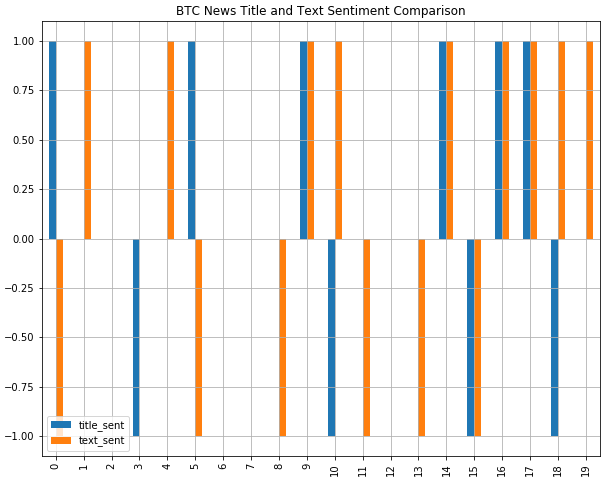 BTC News Title and Text Sentiment Comparison
1.00
0.75
0.50
0.25
0.00
−0.25
−0.50
−0.75
−1.00
title_sent
text_sent
0 1 2 3 4 5 6 7 8 9 10 11 12 13 14 15 16 17 18 19